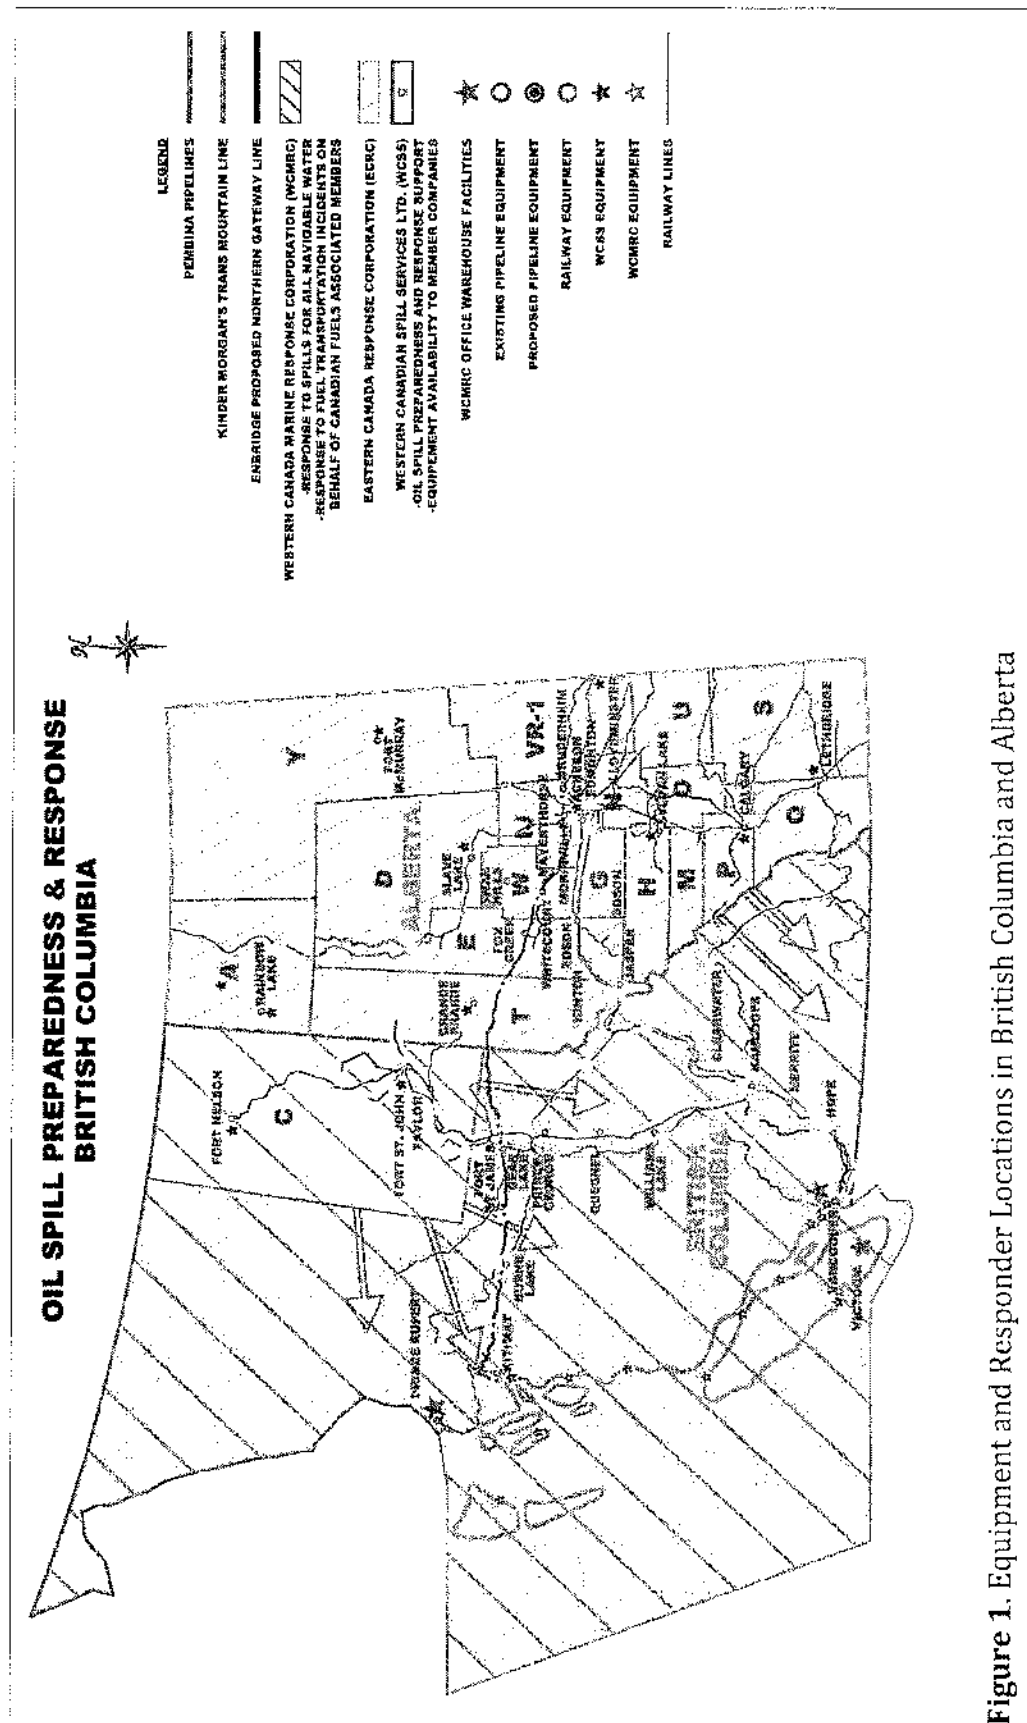 OIL SPILL PREPAREDNESS & RESPONSE
BRITISH COLUMBIA
N
LEGEND
PEMBINA PIPELINES
KINDER MORGAN'S TRANS MOUNTAIN LINE
ENBRIDGE PROPOSED NORTHERN GATEWAY LINE
WESTERN CANADA MARINE RESPONSE CORPORATION (WCMRC)
-RESPONSE TO SPILLS FOR ALL NAVIGABLE WATER
-RESPONSE TO FUEL TRANSPORTATION INCIDENTS ON
BEHALF OF CANADIAN FUELS ASSOCIATED MEMBERS
EASTERN CANADA RESPONSE CORPORATION (ECRC)
WESTERN CANADIAN SPILL SERVICES LTD. (WCSS)
-OIL SPILL PREPAREDNESS AND RESPONSE SUPPORT
-EQUIPEMENT AVAILABILITY TO MEMBER COMPANIES
WCMRC OFFICE WAREHOUSE FACILITIES
EXISTING PIPELINE EQUIPMENT
PROPOSED PIPELINE EQUIPMENT
RAILWAY EQUIPMENT
WCSS EQUIPMENT
WCMRC EQUIPMENT
RAILWAY LINES
FORT NELSON
C
A
RAINBOW
LAKE
Y
D
ALBERTA
FORT
McMURRAY
FORT ST. JOHN
TAYLOR
GRANDE
PRAIRIE
SLAVE
LAKE
E
SWAN
HILLS
FOX
CREEK
T
W
N
VR-1
WHITECOURT
MAYERTHORPE
EDSON
HINTON
JASPER
EDMONTON
LLOYDMINSTER
G
N
H
M
P
D
U
S
O
CALGARY
LETHBRIDGE
PRINCE RUPERT
KITIMAT
BURNS
LAKE
FORT
ST JAMES
BEAR
LAKE
PRINCE
GEORGE
QUESNEL
WILLIAMS
LAKE
BRITISH
COLUMBIA
CLEARWATER
KAMLOOPS
MERRITT
HOPE
VANCOUVER
VICTORIA
Figure 1. Equipment and Responder Locations in British Columbia and Alberta